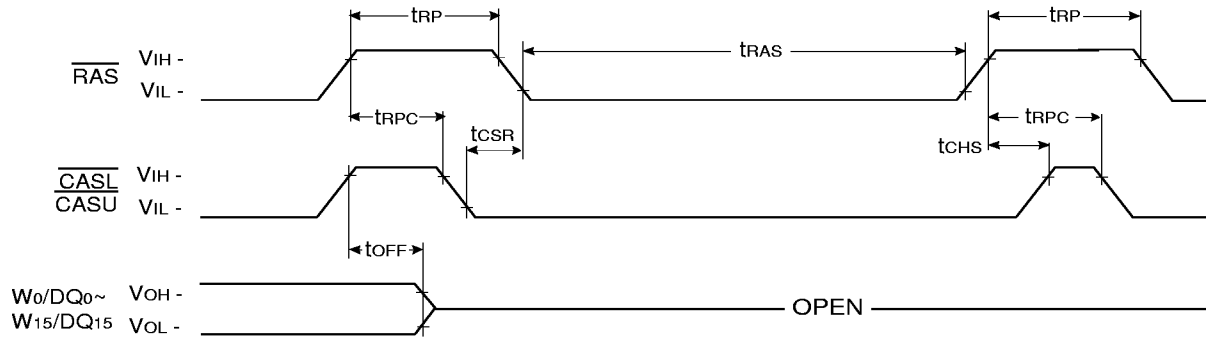 tRP
tRAS
tRP
RAS
VIH -
VIL -
tRPC
tCSR
tRPC
tCHS
CASL
CASU
VIH -
VIL -
tOFF
W0/DQ0~
W15/DQ15
VOH -
VOL -
OPEN